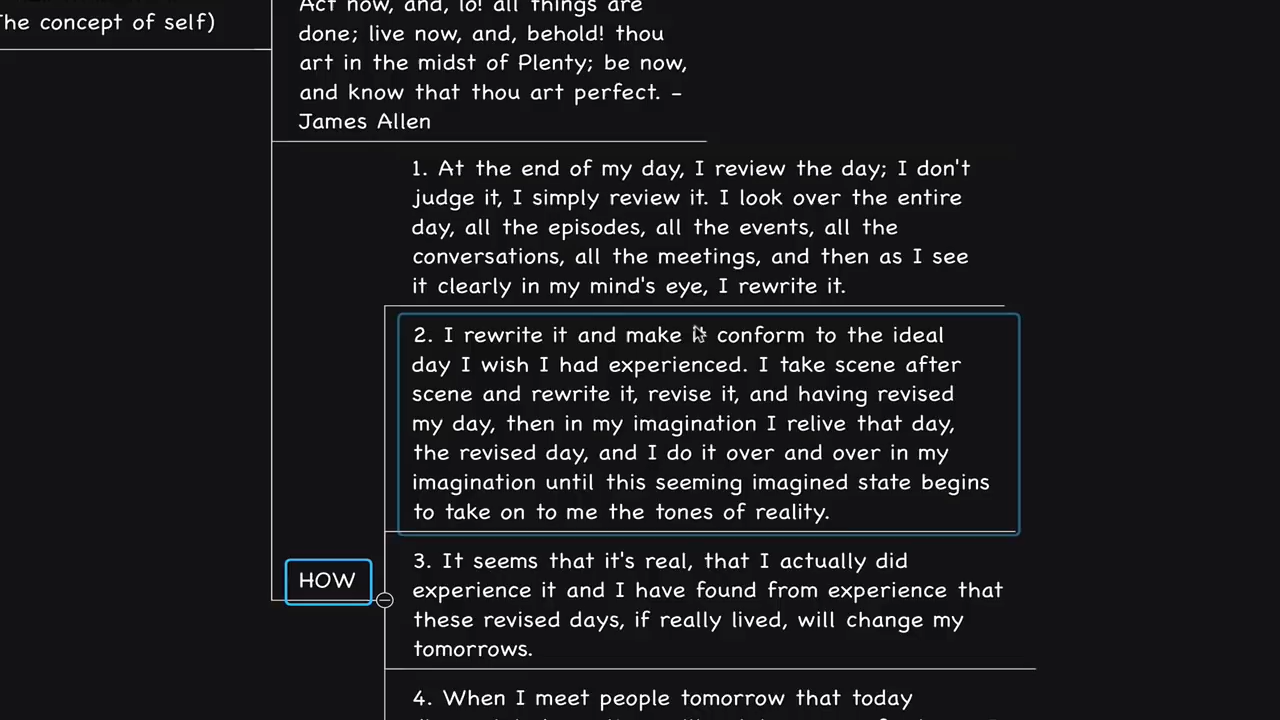 The concept of self)
Act now, and, lo! all things are
done; live now, and, behold! thou
art in the midst of Plenty; be now,
and know that thou art perfect. –
James Allen
1. At the end of my day, I review the day; I don't
judge it, I simply review it. I look over the entire
day, all the episodes, all the events, all the
conversations, all the meetings, and then as I see
it clearly in my mind's eye, I rewrite it.
2. I rewrite it and make it conform to the ideal
day I wish I had experienced. I take scene after
scene and rewrite it, revise it, and having revised
my day, then in my imagination I relive that day,
the revised day, and I do it over and over in my
imagination until this seeming imagined state begins
to take on to me the tones of reality.
HOW
3. It seems that it's real, that I actually did
experience it and I have found from experience that
these revised days, if really lived, will change my
tomorrows.
4. When I meet people tomorrow that today